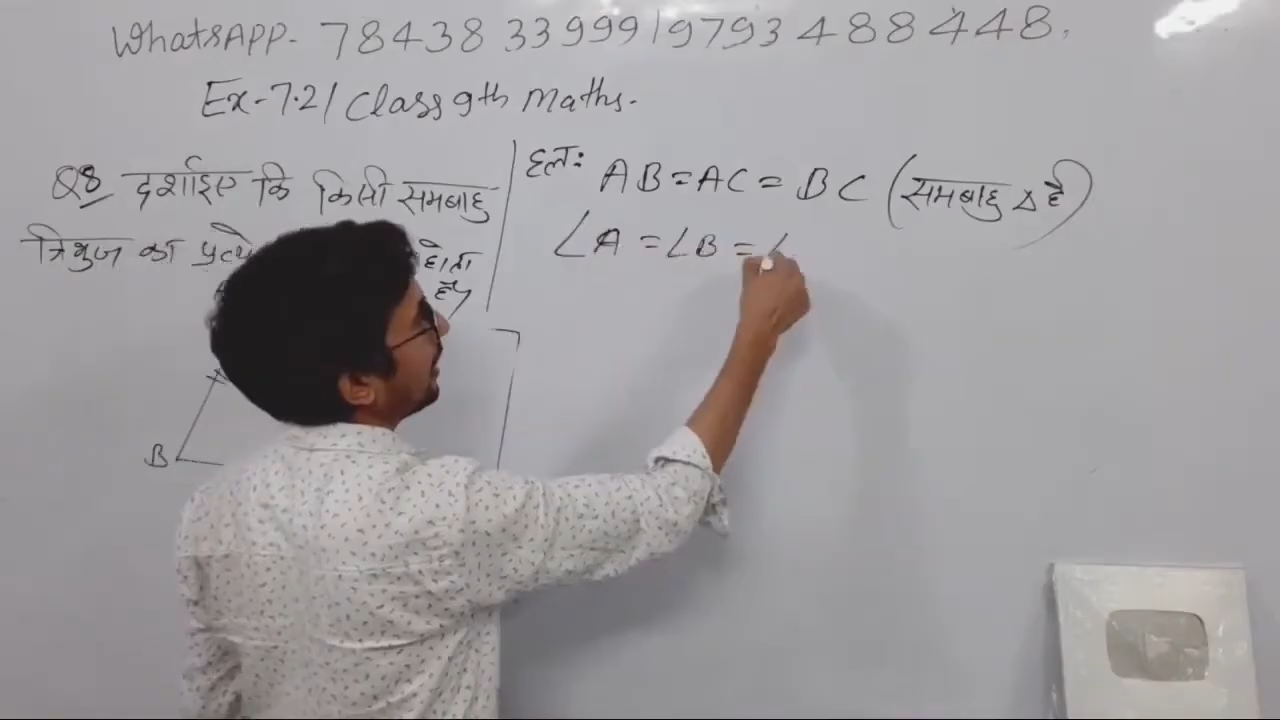 WhatsAPP- 78438 33999 / 9793488448.
Ex-7.2 / Class 9th Maths.
Q8 दर्शाइए कि किसी समबाहु
त्रिभुज का होता
है।
B
हल:
AB = AC = BC (समबाहु △ है)
∠A = ∠B = ∠